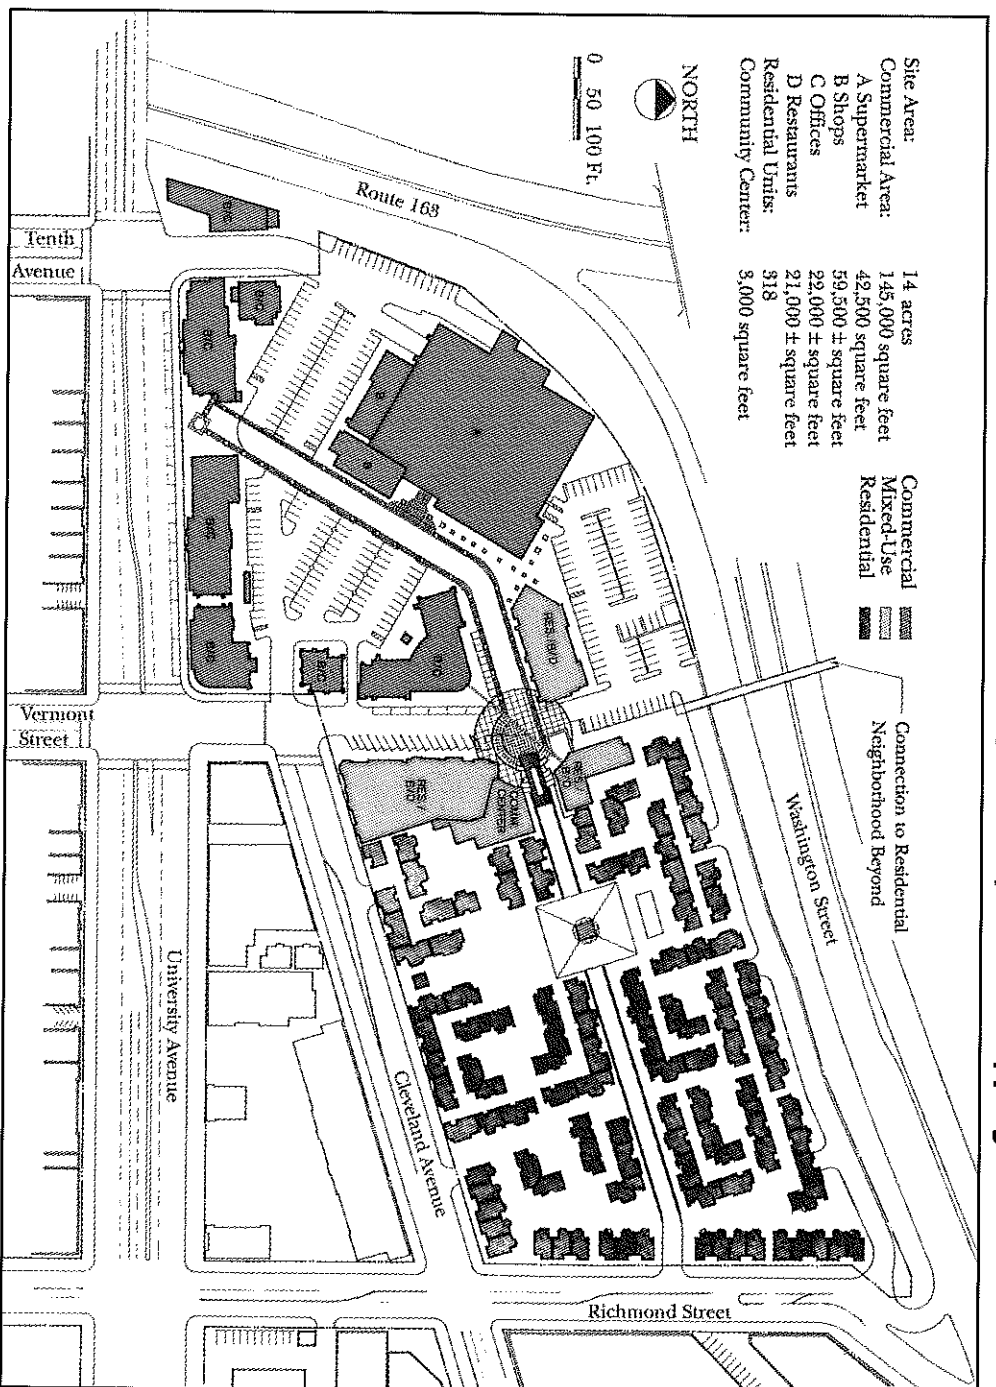 Site Area: 14 acres
Commercial Area: 145,000 square feet
A Supermarket 42,500 square feet
B Shops 59,500 ± square feet
C Offices 22,000 ± square feet
D Restaurants 21,000 ± square feet
Residential Units: 318
Community Center: 3,000 square feet
Commercial
Mixed-Use
Residential
NORTH
0 50 100 Ft.
Connection to Residential
Neighborhood Beyond
Washington Street
Route 163
Tenth
Avenue
Vermont
Street
University Avenue
Cleveland Avenue
Richmond Street
A
B
B
RES. / B/D
COMM.
CENTER